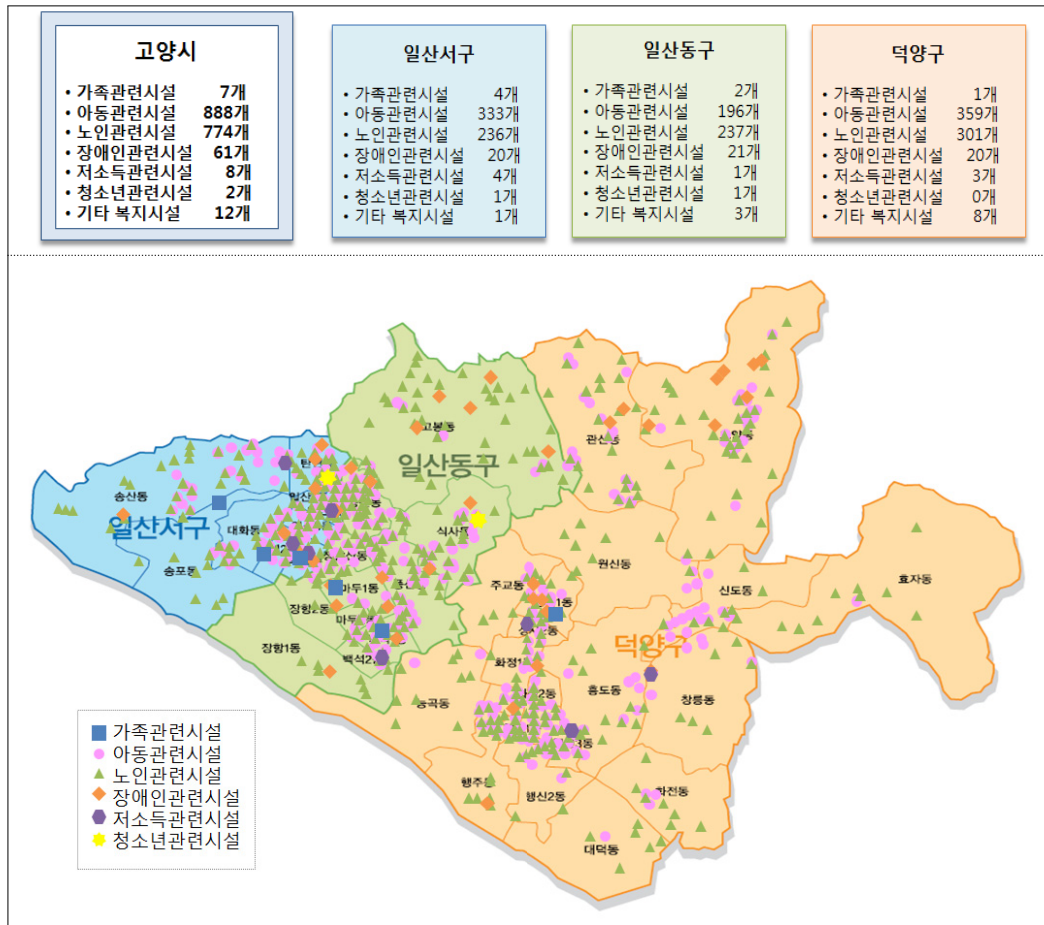 고양시
• 가족관련시설 7개
• 아동관련시설 888개
• 노인관련시설 774개
• 장애인관련시설 61개
• 저소득관련시설 8개
• 청소년관련시설 2개
• 기타 복지시설 12개
일산서구
• 가족관련시설 4개
• 아동관련시설 333개
• 노인관련시설 236개
• 장애인관련시설 20개
• 저소득관련시설 4개
• 청소년관련시설 1개
• 기타 복지시설 1개
일산동구
• 가족관련시설 2개
• 아동관련시설 196개
• 노인관련시설 237개
• 장애인관련시설 21개
• 저소득관련시설 1개
• 청소년관련시설 1개
• 기타 복지시설 3개
덕양구
• 가족관련시설 1개
• 아동관련시설 359개
• 노인관련시설 301개
• 장애인관련시설 20개
• 저소득관련시설 3개
• 청소년관련시설 0개
• 기타 복지시설 8개
고봉동
관산동
일산동구
송산동
일산서구
대화동
식사동
송포동
원신동
주교동
신도동
효자동
마두1동
장항2동
장항1동
덕양구
흥도동
창릉동
능곡동
행주동
행신2동
화전동
대덕동
가족관련시설
아동관련시설
노인관련시설
장애인관련시설
저소득관련시설
청소년관련시설